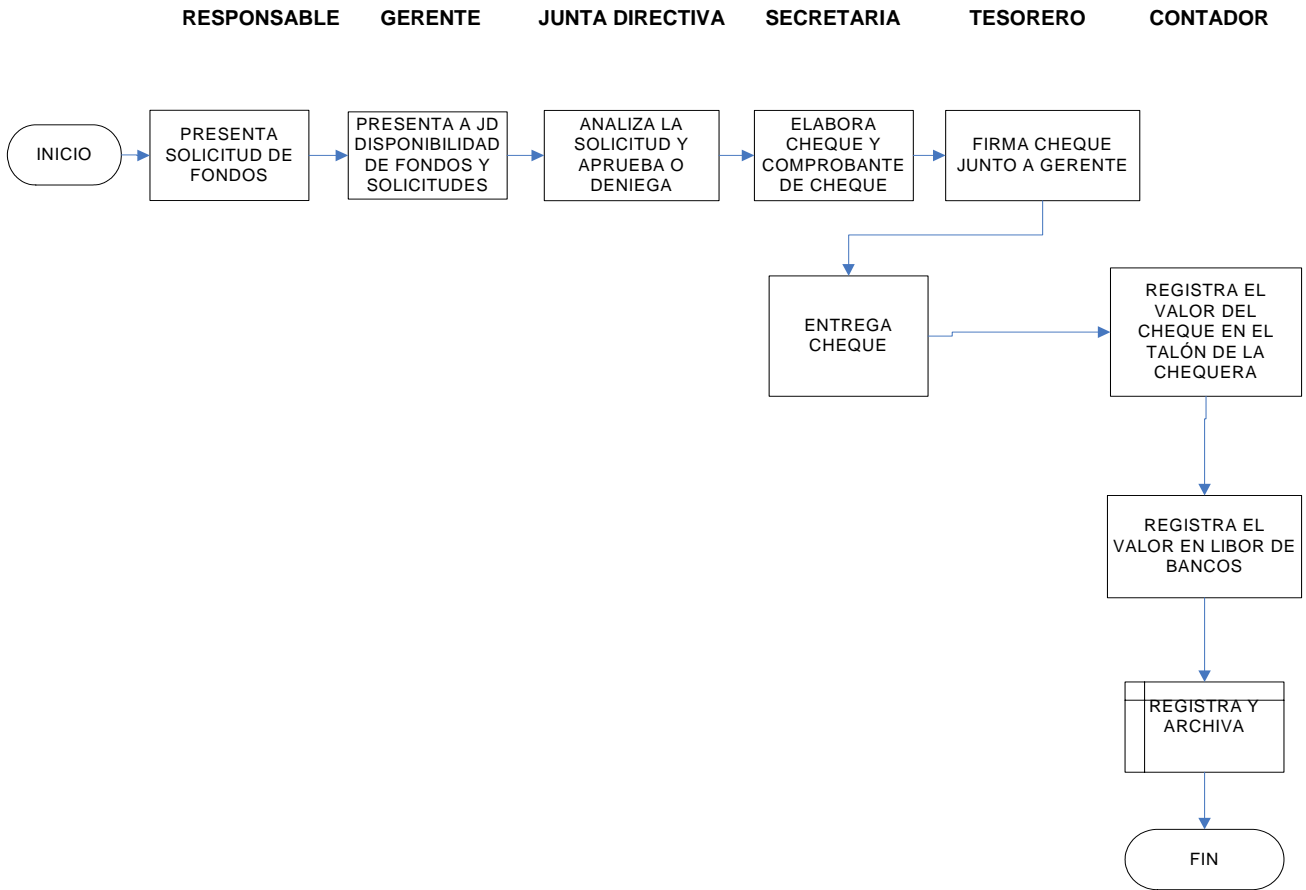 RESPONSABLE GERENTE JUNTA DIRECTIVA SECRETARIA TESORERO CONTADOR
INICIO
PRESENTA
SOLICITUD DE
FONDOS
PRESENTA A JD
DISPONIBILIDAD
DE FONDOS Y
SOLICITUDES
ANALIZA LA
SOLICITUD Y
APRUEBA O
DENIEGA
ELABORA
CHEQUE Y
COMPROBANTE
DE CHEQUE
FIRMA CHEQUE
JUNTO A GERENTE
ENTREGA
CHEQUE
REGISTRA EL
VALOR DEL
CHEQUE EN EL
TALÓN DE LA
CHEQUERA
REGISTRA EL
VALOR EN LIBOR DE
BANCOS
REGISTRA Y
ARCHIVA
FIN